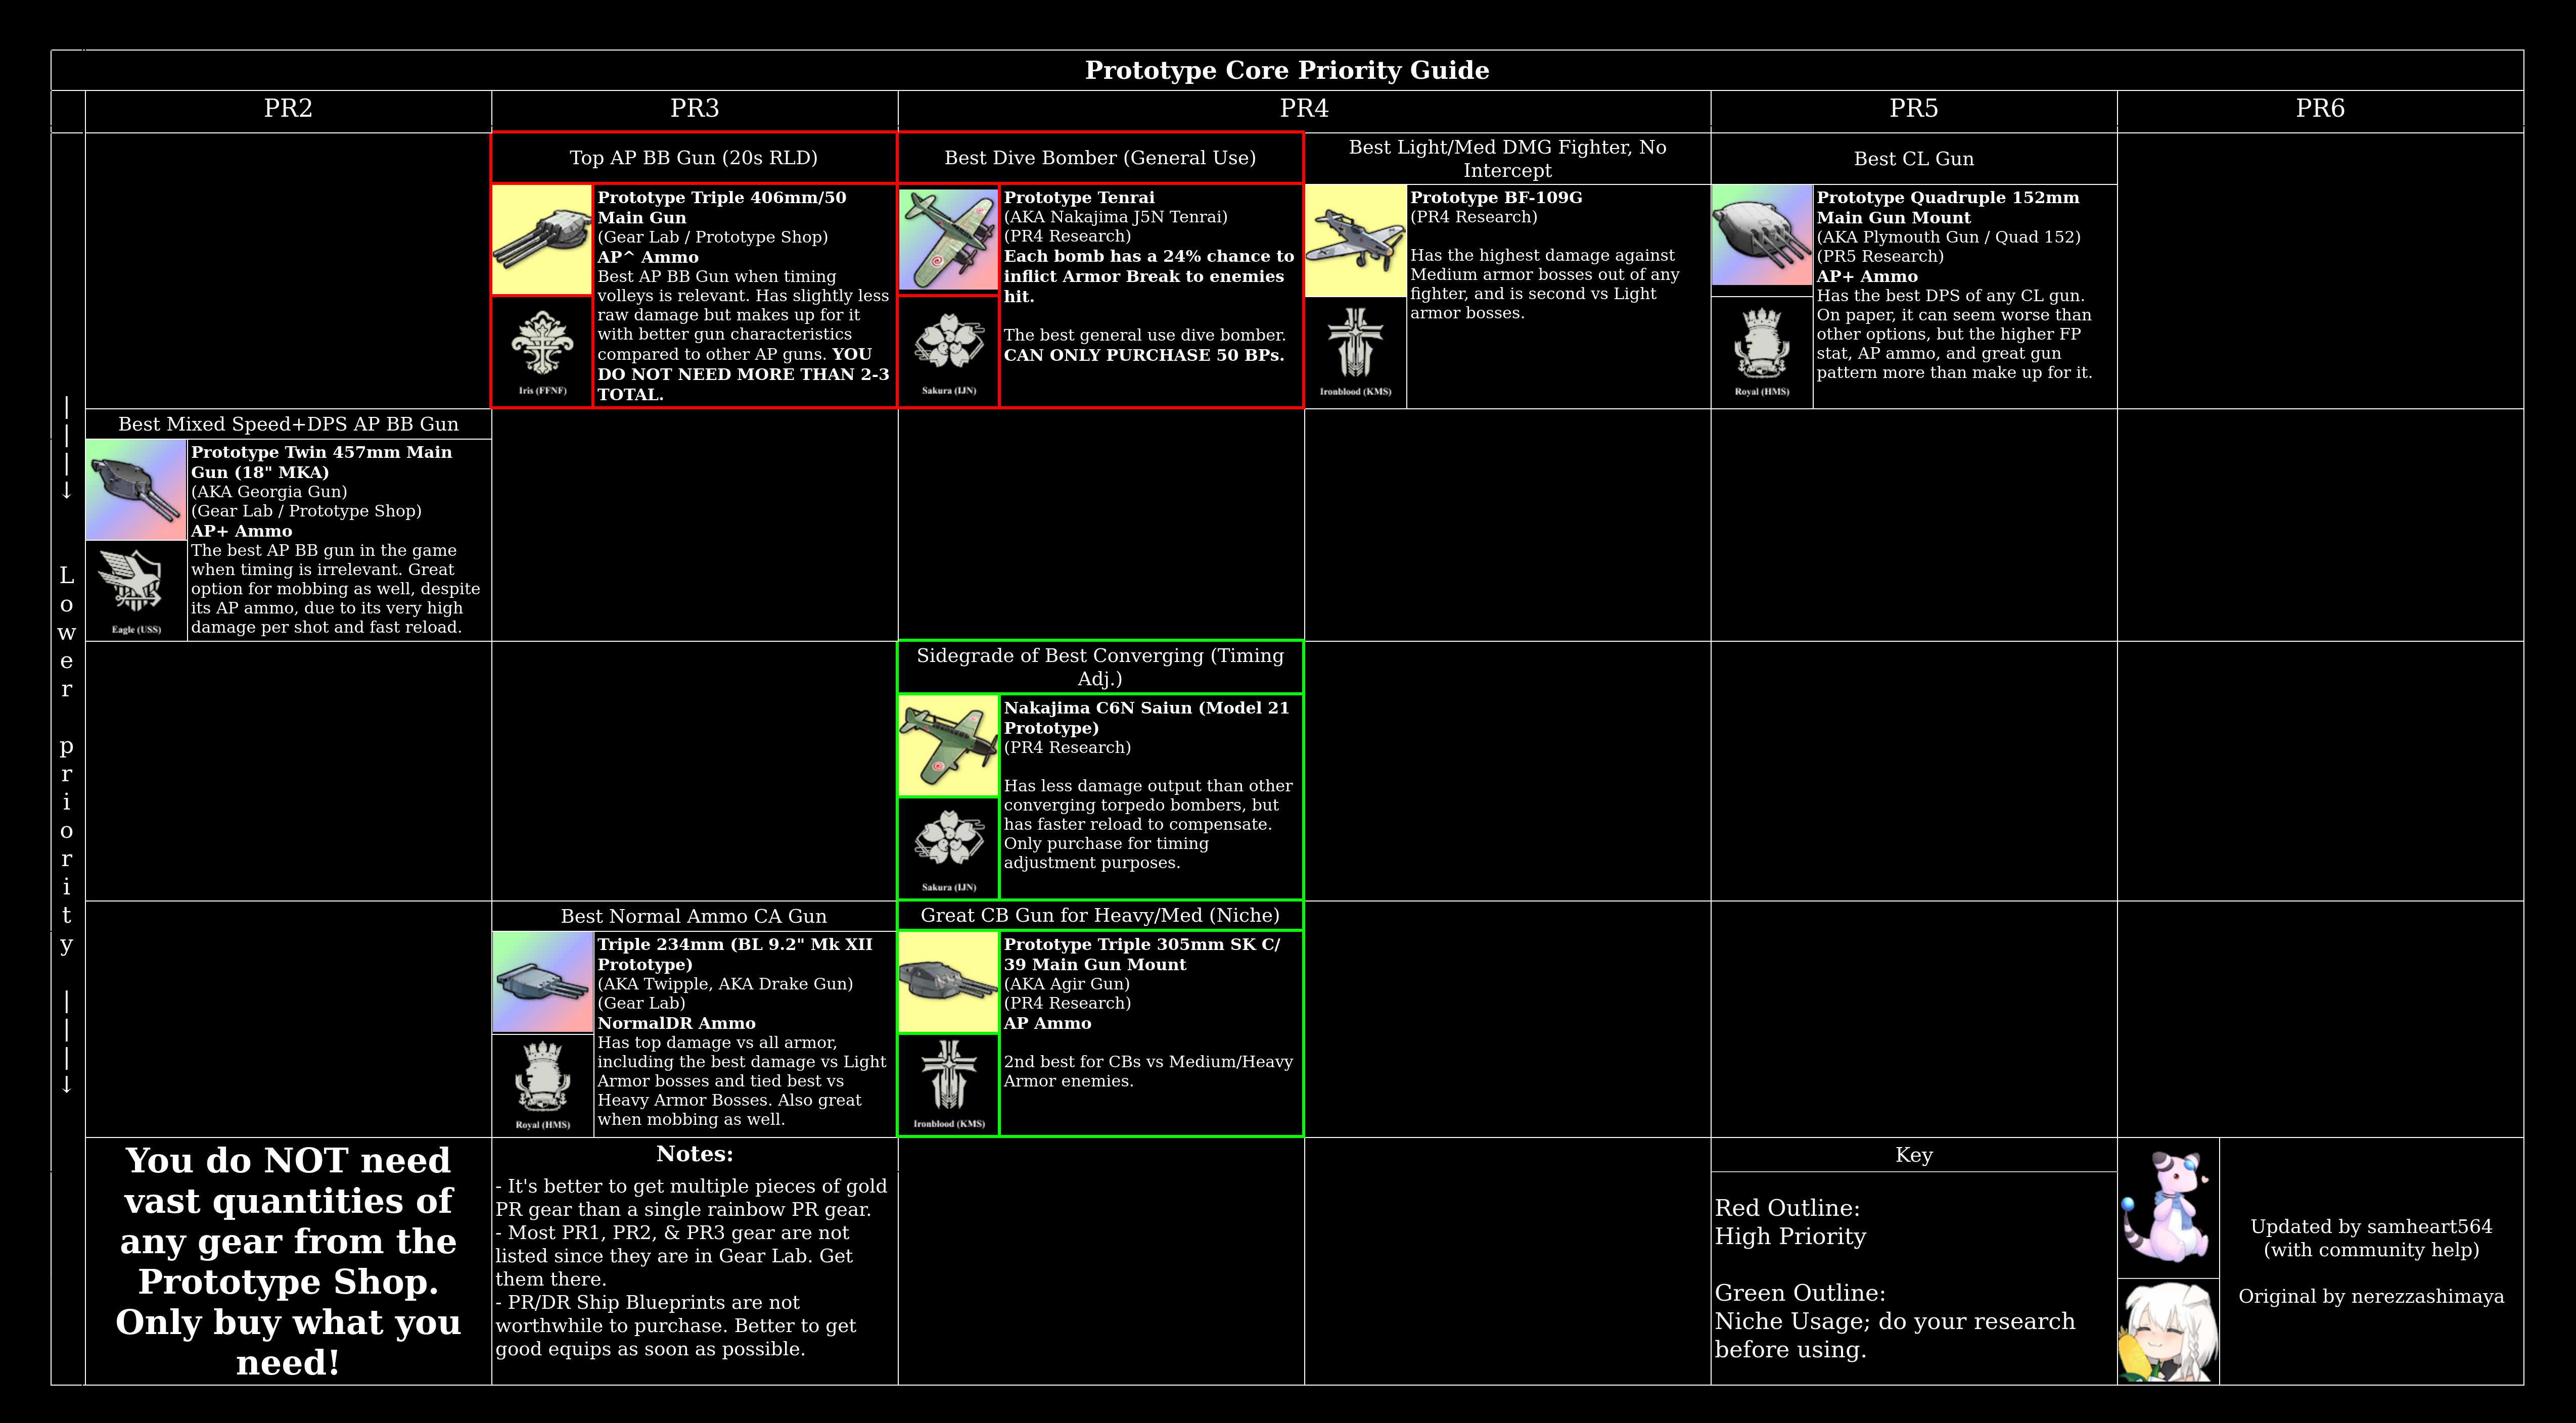 Prototype Core Priority Guide
PR2
PR3
PR4
PR5
PR6
|
|
|
↓
L
o
w
e
r
p
r
i
o
r
i
t
y
|
|
|
↓
Top AP BB Gun (20s RLD)
Prototype Triple 406mm/50
Main Gun
(Gear Lab / Prototype Shop)
AP^ Ammo
Best AP BB Gun when timing
volleys is relevant. Has slightly less
raw damage but makes up for it
with better gun characteristics
compared to other AP guns. YOU
DO NOT NEED MORE THAN 2-3
TOTAL.
Iris (FFNF)
Best Dive Bomber (General Use)
Prototype Tenrai
(AKA Nakajima J5N Tenrai)
(PR4 Research)
Each bomb has a 24% chance to
inflict Armor Break to enemies
hit.
The best general use dive bomber.
CAN ONLY PURCHASE 50 BPs.
Sakura (IJN)
Best Light/Med DMG Fighter, No
Intercept
Prototype BF-109G
(PR4 Research)
Has the highest damage against
Medium armor bosses out of any
fighter, and is second vs Light
armor bosses.
Ironblood (KMS)
Best CL Gun
Prototype Quadruple 152mm
Main Gun Mount
(AKA Plymouth Gun / Quad 152)
(PR5 Research)
AP+ Ammo
Has the best DPS of any CL gun.
On paper, it can seem worse than
other options, but the higher FP
stat, AP ammo, and great gun
pattern more than make up for it.
Royal (HMS)
Best Mixed Speed+DPS AP BB Gun
Prototype Twin 457mm Main
Gun (18" MKA)
(AKA Georgia Gun)
(Gear Lab / Prototype Shop)
AP+ Ammo
The best AP BB gun in the game
when timing is irrelevant. Great
option for mobbing as well, despite
its AP ammo, due to its very high
damage per shot and fast reload.
Eagle (USS)
Sidegrade of Best Converging (Timing
Adj.)
Nakajima C6N Saiun (Model 21
Prototype)
(PR4 Research)
Has less damage output than other
converging torpedo bombers, but
has faster reload to compensate.
Only purchase for timing
adjustment purposes.
Sakura (IJN)
Best Normal Ammo CA Gun
Triple 234mm (BL 9.2" Mk XII
Prototype)
(AKA Twipple, AKA Drake Gun)
(Gear Lab)
NormalDR Ammo
Has top damage vs all armor,
including the best damage vs Light
Armor bosses and tied best vs
Heavy Armor Bosses. Also great
when mobbing as well.
Royal (HMS)
Great CB Gun for Heavy/Med (Niche)
Prototype Triple 305mm SK C/
39 Main Gun Mount
(AKA Agir Gun)
(PR4 Research)
AP Ammo
2nd best for CBs vs Medium/Heavy
Armor enemies.
Ironblood (KMS)
You do NOT need
vast quantities of
any gear from the
Prototype Shop.
Only buy what you
need!
Notes:
- It's better to get multiple pieces of gold
PR gear than a single rainbow PR gear.
- Most PR1, PR2, & PR3 gear are not
listed since they are in Gear Lab. Get
them there.
- PR/DR Ship Blueprints are not
worthwhile to purchase. Better to get
good equips as soon as possible.
Key
Red Outline:
High Priority
Green Outline:
Niche Usage; do your research
before using.
Updated by samheart564
(with community help)
Original by nerezzashimaya